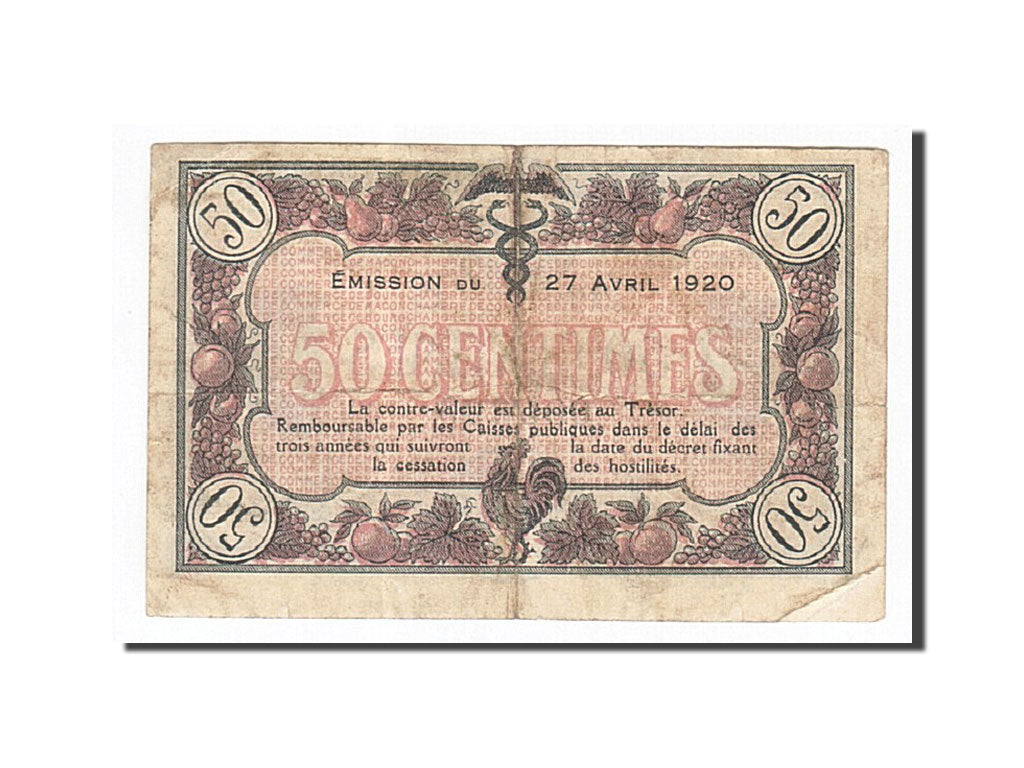 50 50
ÉMISSION DU 27 AVRIL 1920
50 CENTIMES
La contre-valeur est déposée au Trésor.
Remboursable par les Caisses publiques dans le délai des
trois années qui suivront la date du décret fixant
la cessation des hostilités.
50 50